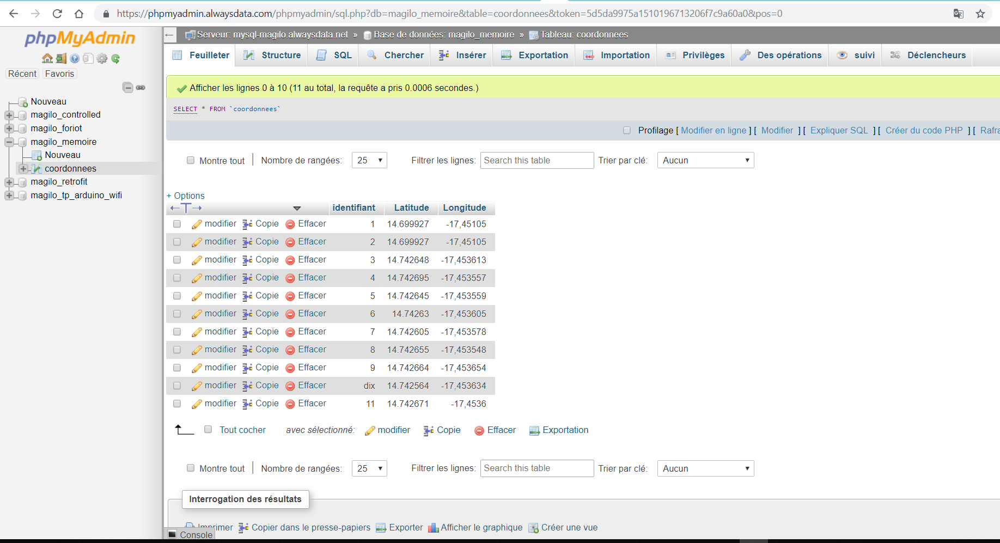 https://phpmyadmin.alwaysdata.com/phpmyadmin/sql.php?db=magilo_memoire&table=coordonnees&token=5d5da9975a1510196713206f7c9a60a0&pos=0
phpMyAdmin
Récent Favoris
Nouveau
magilo_controlled
magilo_foriot
magilo_memoire
Nouveau
coordonnees
magilo_retrofit
magilo_tp_arduino_wifi
Serveur: mysql-magilo.alwaysdata.net » Base de données: magilo_memoire » Tableau: coordonnees
Feuilleter Structure SQL Chercher Insérer Exportation Importation Privilèges Des opérations suivi Déclencheurs
Afficher les lignes 0 à 10 (11 au total, la requête a pris 0.0006 secondes.)
SELECT * FROM `coordonnees`
Profilage [ Modifier en ligne ] [ Modifier ] [ Expliquer SQL ] [ Créer du code PHP ] [ Rafra
Montre tout | Nombre de rangées: 25 Filtrer les lignes: Search this table Trier par clé: Aucun
+ Options
←T→ identifiant Latitude Longitude
modifier Copie Effacer 1 14.699927 -17,45105
modifier Copie Effacer 2 14.699927 -17,45105
modifier Copie Effacer 3 14.742648 -17,453613
modifier Copie Effacer 4 14.742695 -17,453557
modifier Copie Effacer 5 14.742645 -17,453559
modifier Copie Effacer 6 14.74263 -17,453605
modifier Copie Effacer 7 14.742605 -17,453578
modifier Copie Effacer 8 14.742655 -17,453548
modifier Copie Effacer 9 14.742664 -17,453654
modifier Copie Effacer dix 14.742564 -17,453634
modifier Copie Effacer 11 14.742671 -17,4536
Tout cocher avec sélectionné: modifier Copie Effacer Exportation
Montre tout | Nombre de rangées: 25 Filtrer les lignes: Search this table Trier par clé: Aucun
Interrogation des résultats
Imprimer Copier dans le presse-papiers Exporter Afficher le graphique Créer une vue
Console